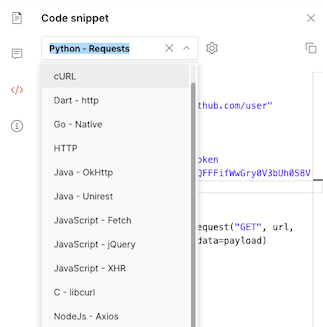 Code snippet
Python - Requests
cURL
thub.com/user"
Dart - http
Go - Native
HTTP
oken
Java - OkHttp
QFFFifWwGry0V3bUh0S8V
Java - Unirest
JavaScript - Fetch
equest("GET", url,
JavaScript - jQuery
data=payload)
JavaScript - XHR
C - libcurl
NodeJs - Axios